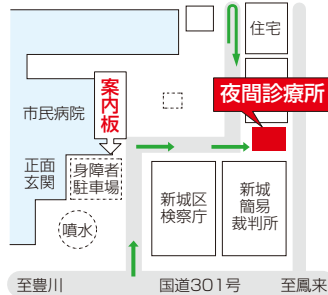 住宅
夜間診療所
案内板
市民病院
正面
玄関
身障者
駐車場
噴水
新城区
検察庁
新城
簡易
裁判所
至豊川
国道301号
至鳳来